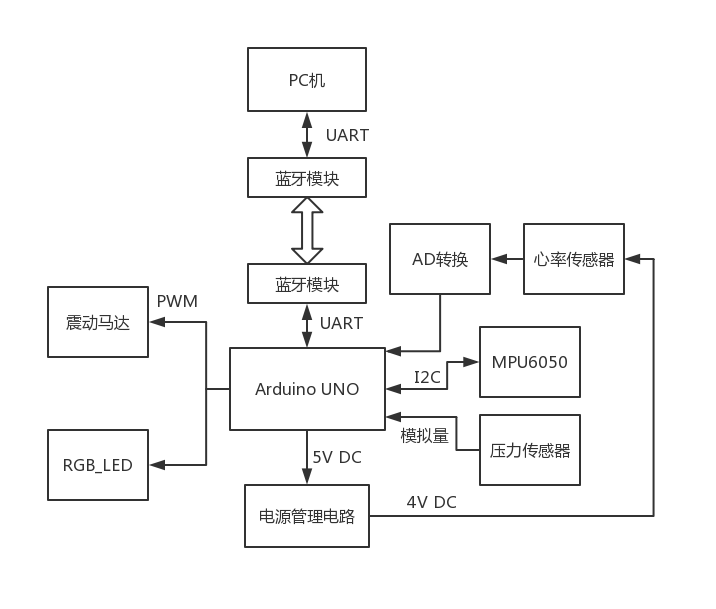 PC机
UART
蓝牙模块
蓝牙模块
UART
AD转换
心率传感器
PWM
震动马达
Arduino UNO
I2C
MPU6050
模拟量
压力传感器
RGB_LED
5V DC
电源管理电路
4V DC